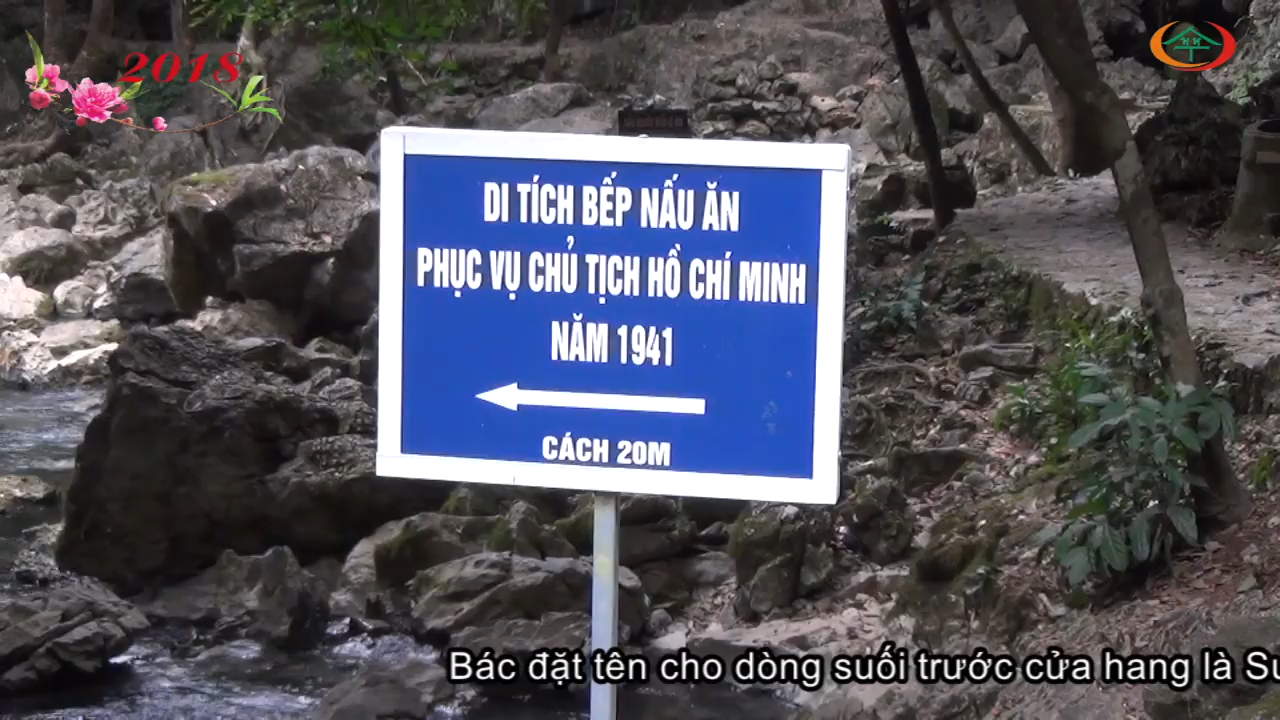 2018
DI TÍCH BẾP NẤU ĂN
PHỤC VỤ CHỦ TỊCH HỒ CHÍ MINH
NĂM 1941
CÁCH 20M
Bác đặt tên cho dòng suối trước cửa hang là